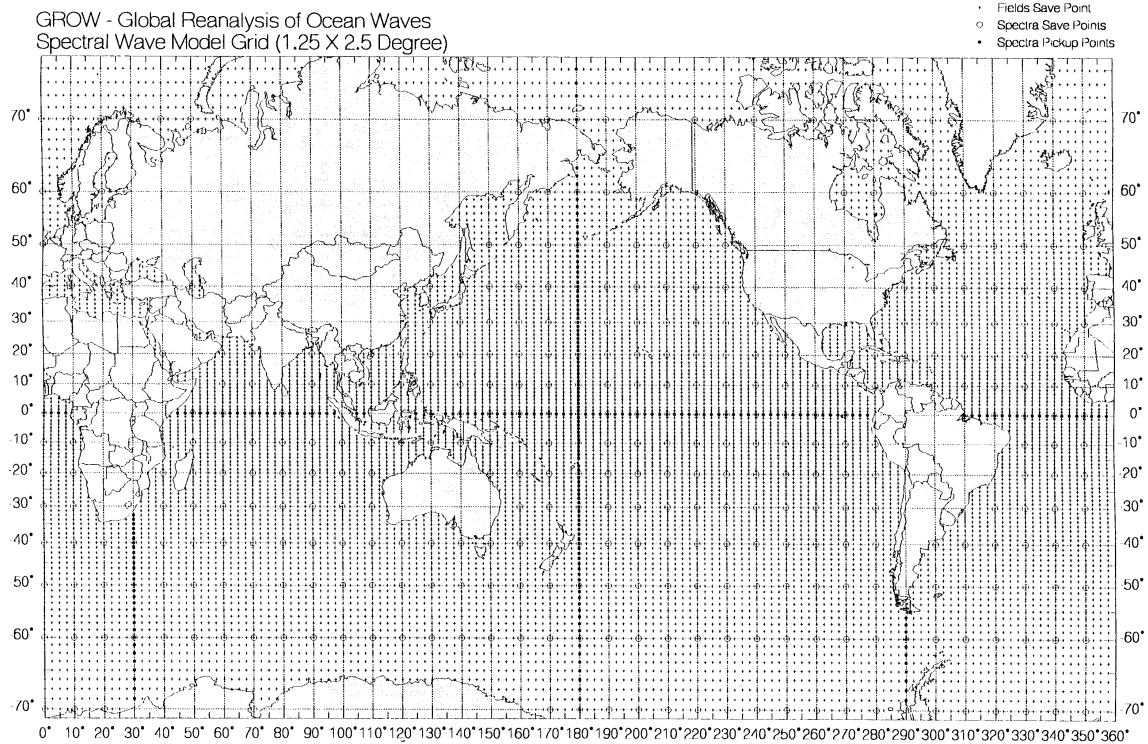 GROW - Global Reanalysis of Ocean Waves
Spectral Wave Model Grid (1.25 X 2.5 Degree)
Fields Save Point
Spectra Save Points
Spectra Pickup Points
70° 70°
60° 60°
50° 50°
40° 40°
30° 30°
20° 20°
10° 10°
0° 0°
-10° -10°
-20° -20°
-30° -30°
-40° -40°
50° -50°
-60° -60°
-70° -70°
0° 10° 20° 30° 40° 50° 60° 70° 80° 90° 100° 110° 120° 130° 140° 150° 160° 170° 180° 190° 200° 210° 220° 230° 240° 250° 260° 270° 280° 290° 300° 310° 320° 330° 340° 350° 360°